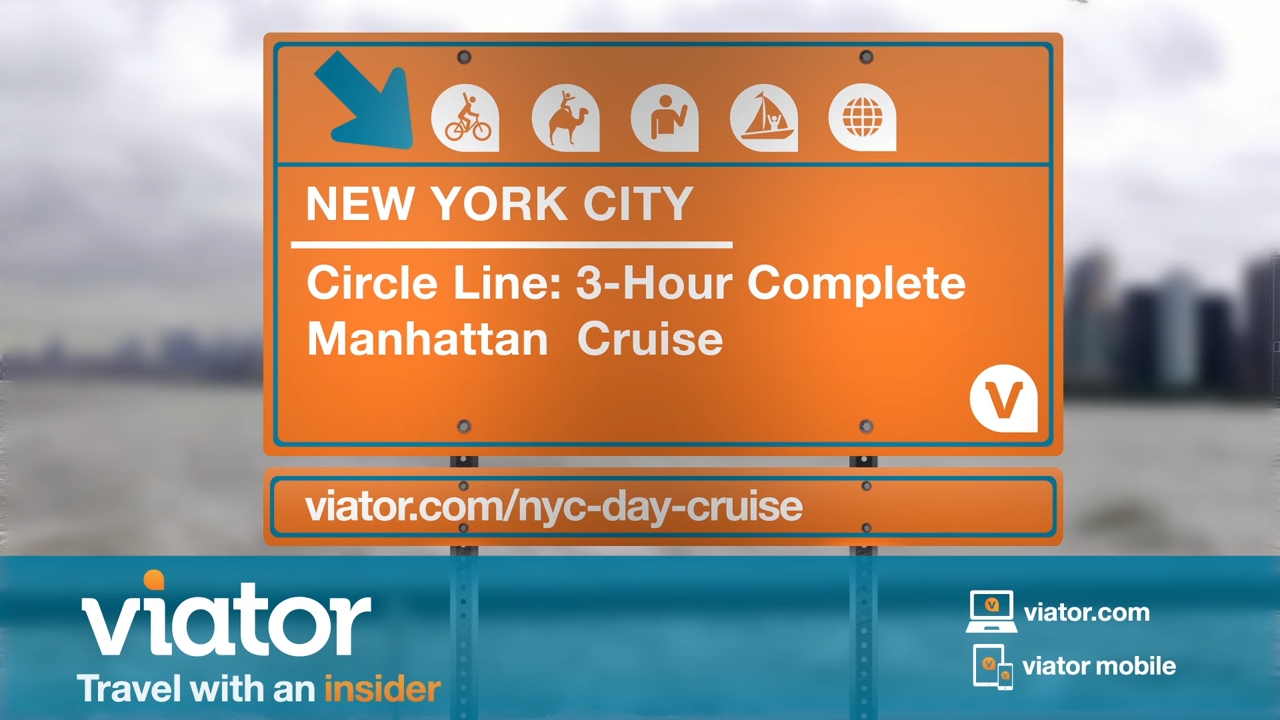 NEW YORK CITY
Circle Line: 3-Hour Complete
Manhattan Cruise
V
viator.com/nyc-day-cruise
viator
Travel with an insider
V viator.com
V V viator mobile